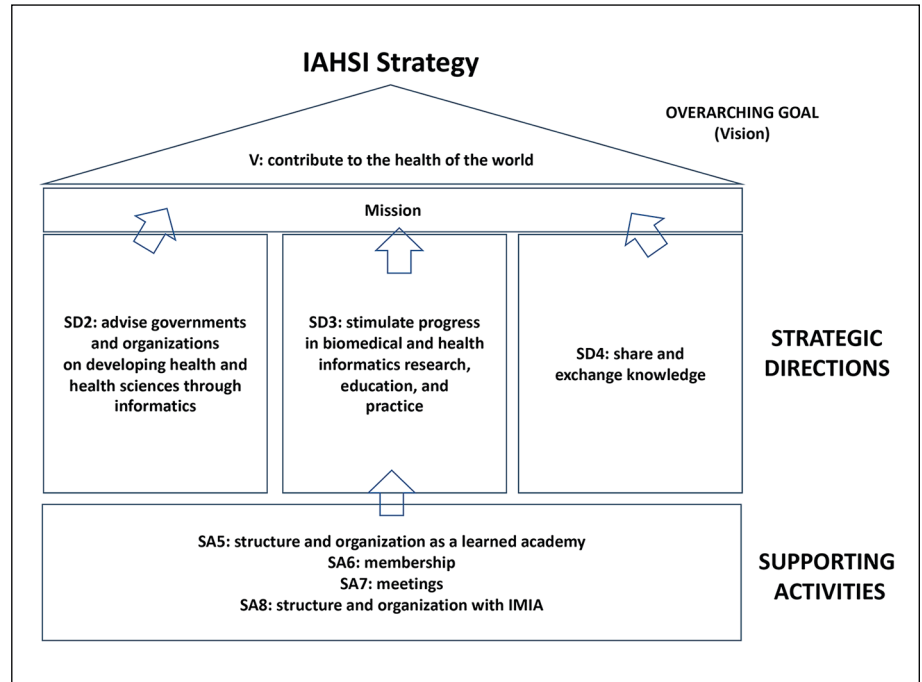 IAHSI Strategy
OVERARCHING GOAL
(Vision)
V: contribute to the health of the world
Mission
SD2: advise governments
and organizations
on developing health and
health sciences through
informatics
SD3: stimulate progress
in biomedical and health
informatics research,
education, and
practice
SD4: share and
exchange knowledge
STRATEGIC
DIRECTIONS
SA5: structure and organization as a learned academy
SA6: membership
SA7: meetings
SA8: structure and organization with IMIA
SUPPORTING
ACTIVITIES